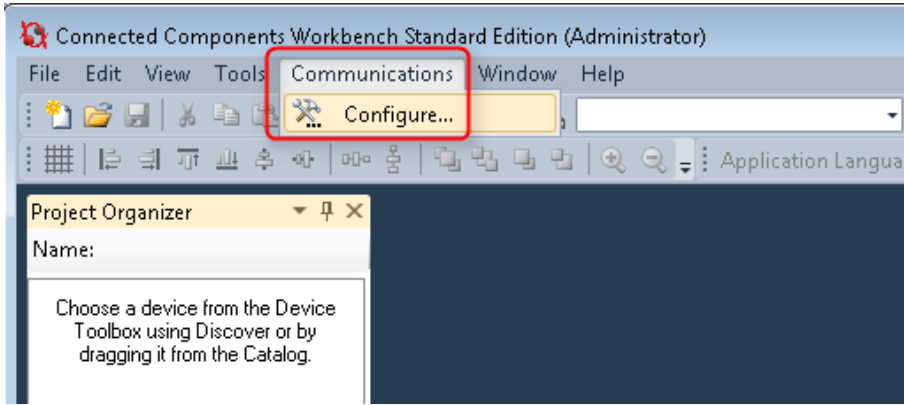 Connected Components Workbench Standard Edition (Administrator)
File Edit View Tools Communications Window Help
Configure...
Application Langua
Project Organizer
Name:
Choose a device from the Device
Toolbox using Discover or by
dragging it from the Catalog.